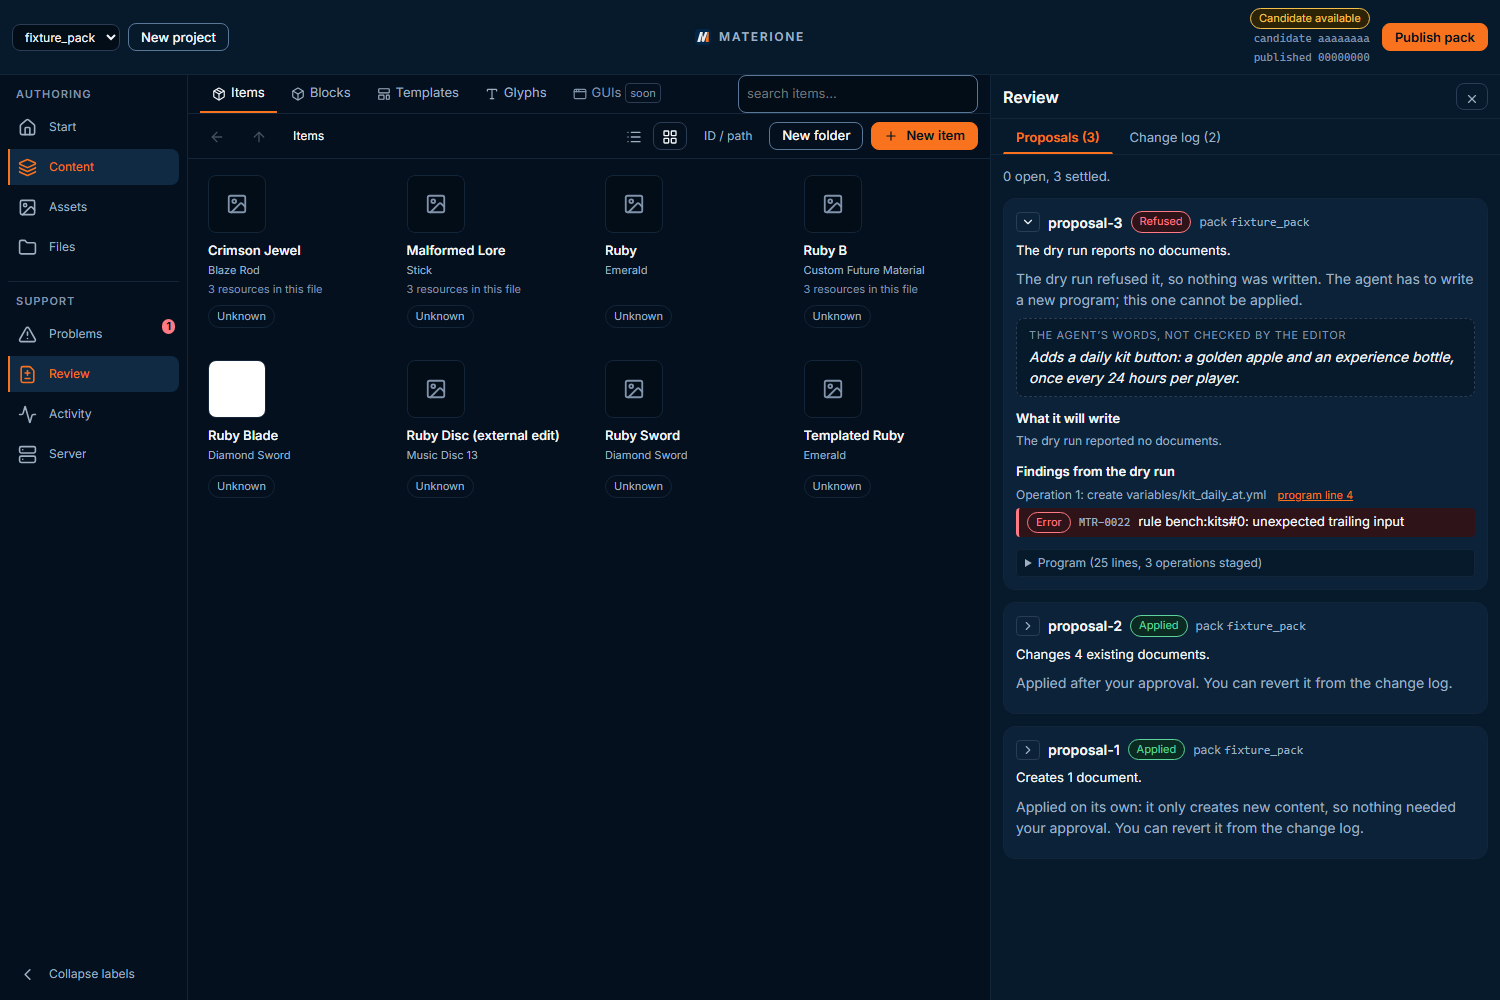 fixture_pack
New project
MATERIONE
Candidate available
candidate aaaaaaaa
published 00000000
Publish pack
AUTHORING
Start
Content
Assets
Files
SUPPORT
Problems
1
Review
Activity
Server
Collapse labels
Items
Blocks
Templates
Glyphs
GUIs soon
search items...
Items
ID / path
New folder
New item
Crimson Jewel
Blaze Rod
3 resources in this file
Unknown
Malformed Lore
Stick
3 resources in this file
Unknown
Ruby
Emerald
Unknown
Ruby B
Custom Future Material
3 resources in this file
Unknown
Ruby Blade
Diamond Sword
Unknown
Ruby Disc (external edit)
Music Disc 13
Unknown
Ruby Sword
Diamond Sword
Unknown
Templated Ruby
Emerald
Unknown
Review
Proposals (3)
Change log (2)
0 open, 3 settled.
proposal-3 Refused pack fixture_pack
The dry run reports no documents.
The dry run refused it, so nothing was written. The agent has to write
a new program; this one cannot be applied.
THE AGENT'S WORDS, NOT CHECKED BY THE EDITOR
Adds a daily kit button: a golden apple and an experience bottle,
once every 24 hours per player.
What it will write
The dry run reported no documents.
Findings from the dry run
Operation 1: create variables/kit_daily_at.yml program line 4
Error MTR-0022 rule bench:kits#0: unexpected trailing input
Program (25 lines, 3 operations staged)
proposal-2 Applied pack fixture_pack
Changes 4 existing documents.
Applied after your approval. You can revert it from the change log.
proposal-1 Applied pack fixture_pack
Creates 1 document.
Applied on its own: it only creates new content, so nothing needed
your approval. You can revert it from the change log.